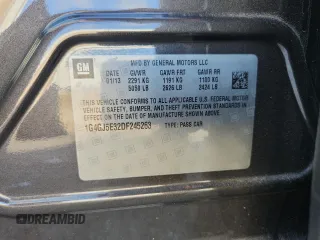 GM
MFD BY GENERAL MOTORS LLC
DATE GVWR GAWR FRT GAWR RR
01/13 2291 KG 1191 KG 1100 KG
5050 LB 2626 LB 2424 LB
THIS VEHICLE CONFORMS TO ALL APPLICABLE U.S. FEDERAL
MOTOR VEHICLE SAFETY, BUMPER, AND THEFT PREVENTION
STANDARDS IN EFFECT ON THE DATE OF MANUFACTURE
SHOWN ABOVE.
TYPE: PASS CAR
© DREAMBID